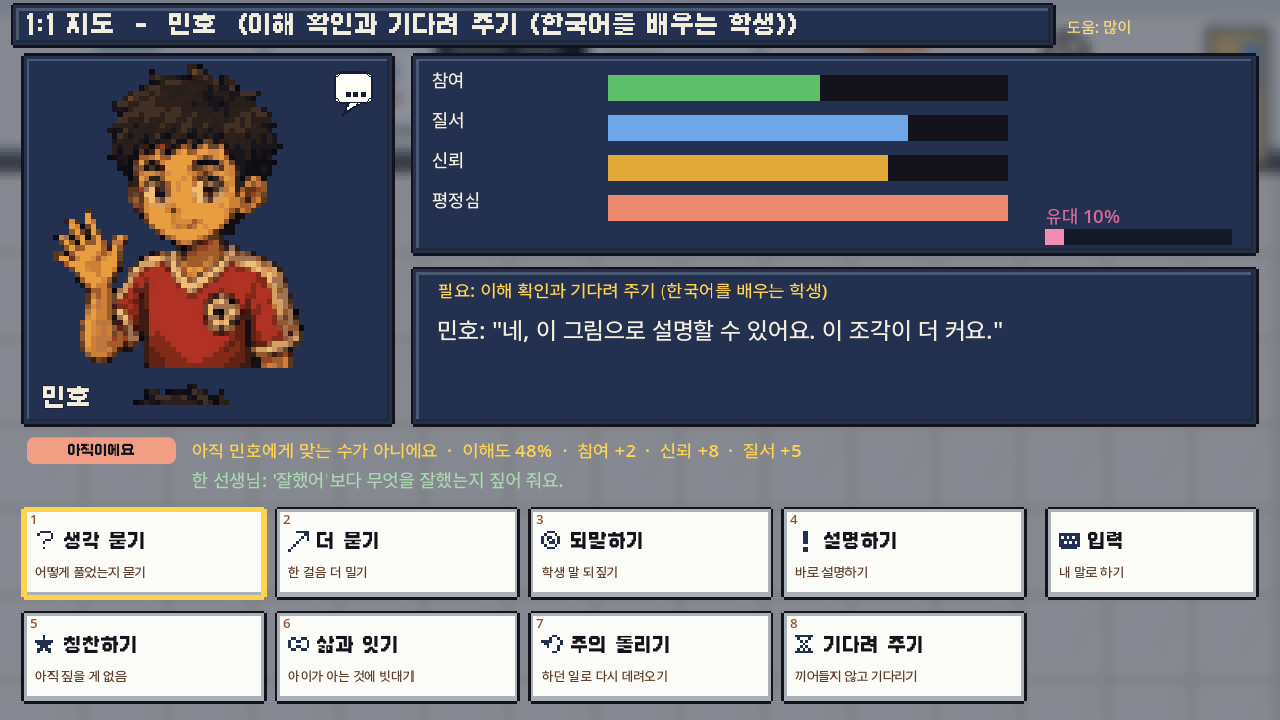 1:1 지도 - 민호 (이해 확인과 기다려 주기 (한국어를 배우는 학생))
도움: 많이
...
참여
질서
신뢰
평정심
유대 10%
민호
필요: 이해 확인과 기다려 주기 (한국어를 배우는 학생)
민호: "네, 이 그림으로 설명할 수 있어요. 이 조각이 더 커요."
아직이에요
아직 민호에게 맞는 수가 아니에요 · 이해도 48% · 참여 +2 · 신뢰 +8 · 질서 +5
한 선생님: '잘했어'보다 무엇을 잘했는지 짚어 줘요.
1
? 생각 묻기
어떻게 풀었는지 묻기
2
더 묻기
한 걸음 더 밀기
3
되말하기
학생 말 되짚기
4
! 설명하기
바로 설명하기
입력
내 말로 하기
5
칭찬하기
아직 짚을 게 없음
6
삶과 잇기
아이가 아는 것에 빗대기
7
주의 돌리기
하던 일로 다시 데려오기
8
기다려 주기
끼어들지 않고 기다리기